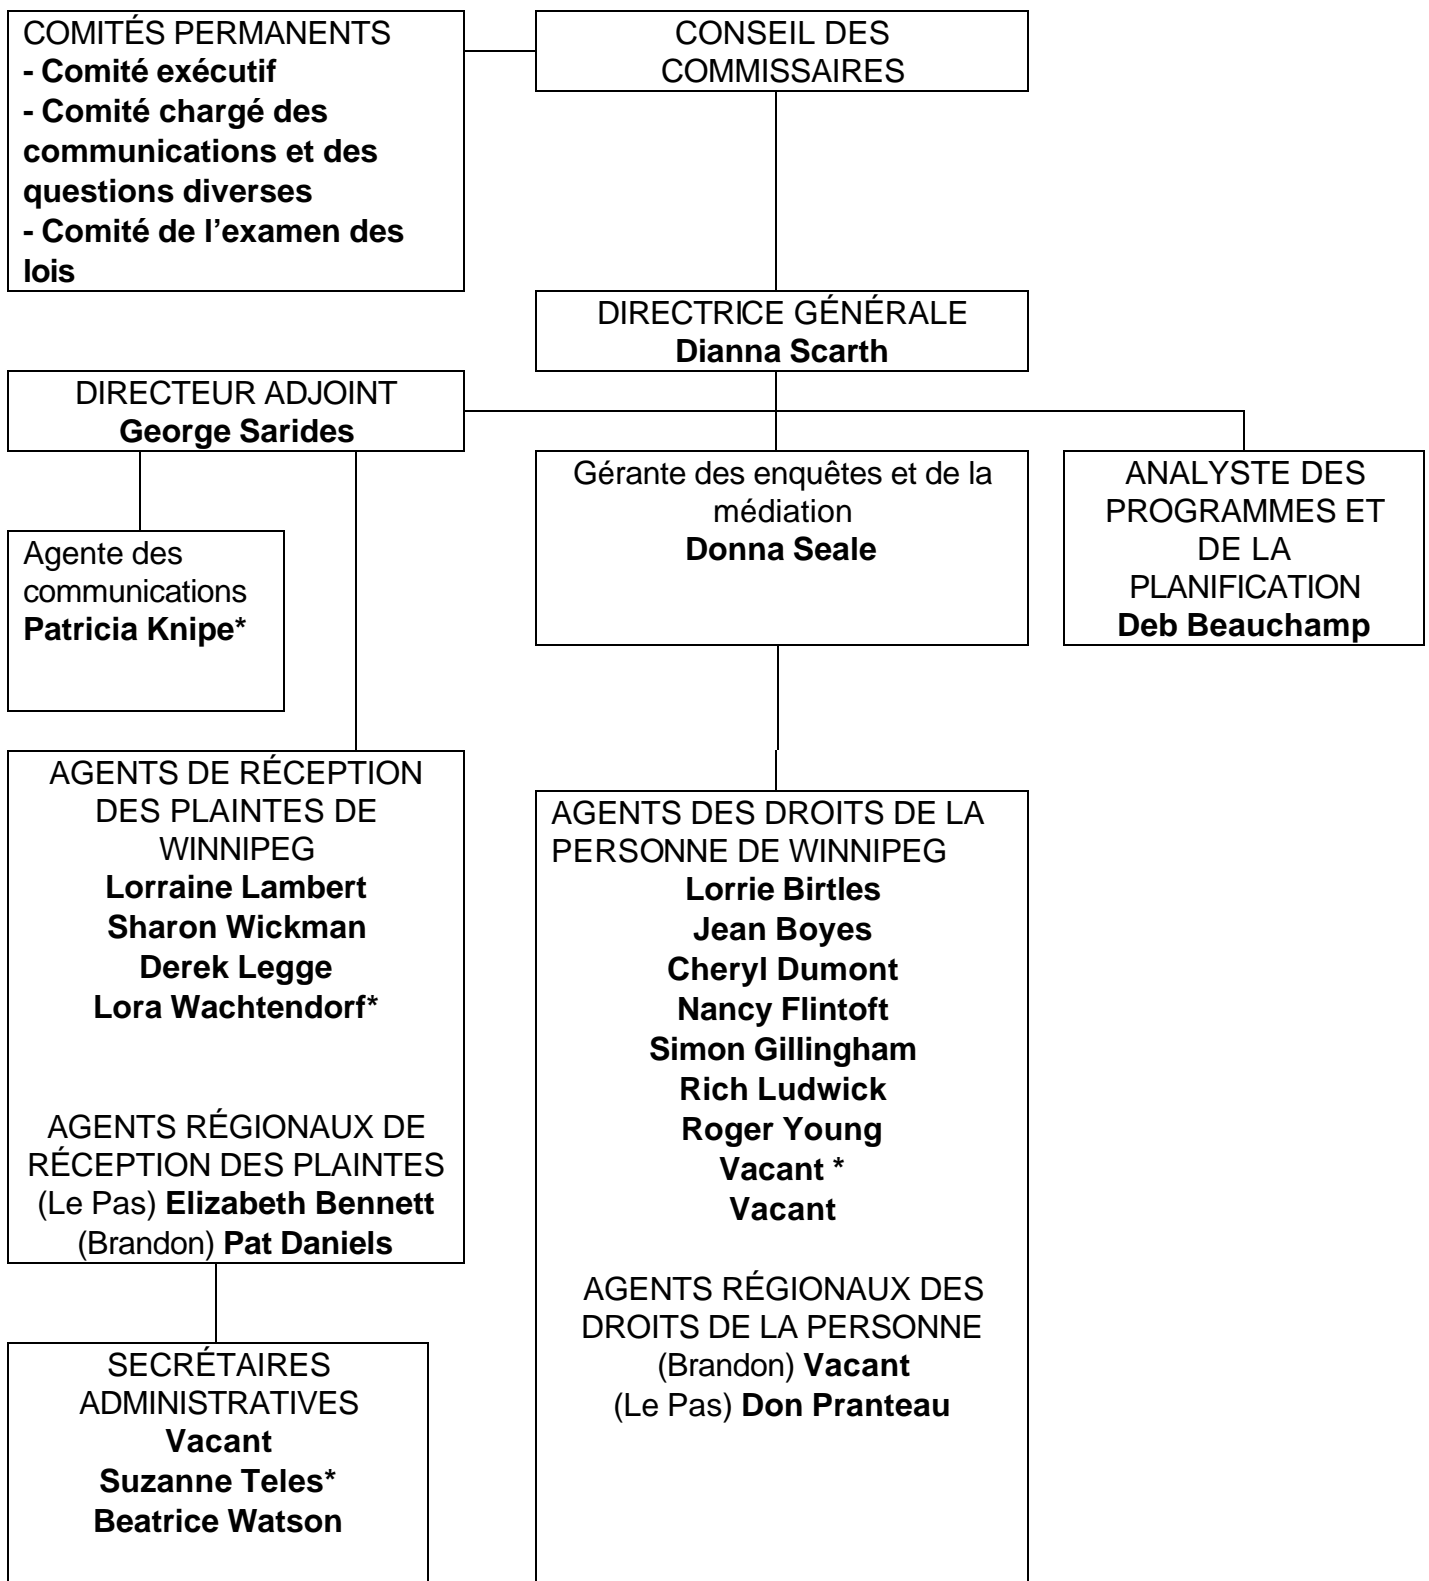 COMITÉS PERMANENTS
- Comité exécutif
- Comité chargé des
communications et des
questions diverses
- Comité de l’examen des
lois
CONSEIL DES
COMMISSAIRES
DIRECTRICE GÉNÉRALE
Dianna Scarth
DIRECTEUR ADJOINT
George Sarides
Gérante des enquêtes et de la
médiation
Donna Seale
ANALYSTE DES
PROGRAMMES ET
DE LA
PLANIFICATION
Deb Beauchamp
Agente des
communications
Patricia Knipe*
AGENTS DE RÉCEPTION
DES PLAINTES DE
WINNIPEG
Lorraine Lambert
Sharon Wickman
Derek Legge
Lora Wachtendorf*
AGENTS RÉGIONAUX DE
RÉCEPTION DES PLAINTES
(Le Pas) Elizabeth Bennett
(Brandon) Pat Daniels
AGENTS DES DROITS DE LA
PERSONNE DE WINNIPEG
Lorrie Birtles
Jean Boyes
Cheryl Dumont
Nancy Flintoft
Simon Gillingham
Rich Ludwick
Roger Young
Vacant *
Vacant
AGENTS RÉGIONAUX DES
DROITS DE LA PERSONNE
(Brandon) Vacant
(Le Pas) Don Pranteau
SECRÉTAIRES
ADMINISTRATIVES
Vacant
Suzanne Teles*
Beatrice Watson